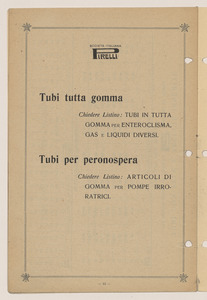 SOCIETÀ ITALIANA
PIRELLI
Tubi tutta gomma
Chiedere Listino: TUBI IN TUTTA
GOMMA PER ENTEROCLISMA,
GAS E LIQUIDI DIVERSI.
Tubi per peronospera
Chiedere Listino: ARTICOLI DI
GOMMA PER POMPE IRRO-
RATRICI.